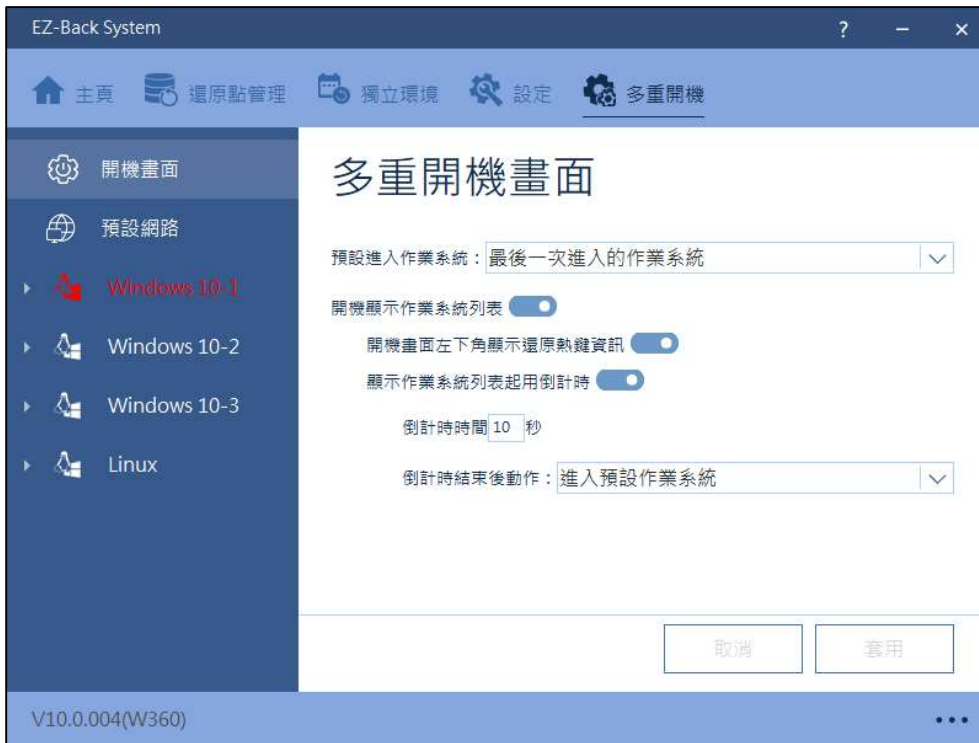 EZ-Back System
?
主頁 還原點管理 獨立環境 設定 多重開機
開機畫面
預設網路
Windows 10-1
Windows 10-2
Windows 10-3
Linux
多重開機畫面
預設進入作業系統：最後一次進入的作業系統
開機顯示作業系統列表
開機畫面左下角顯示還原熱鍵資訊
顯示作業系統列表起用倒計時
倒計時時間 10 秒
倒計時結束後動作：進入預設作業系統
取消 套用
V10.0.004(W360)